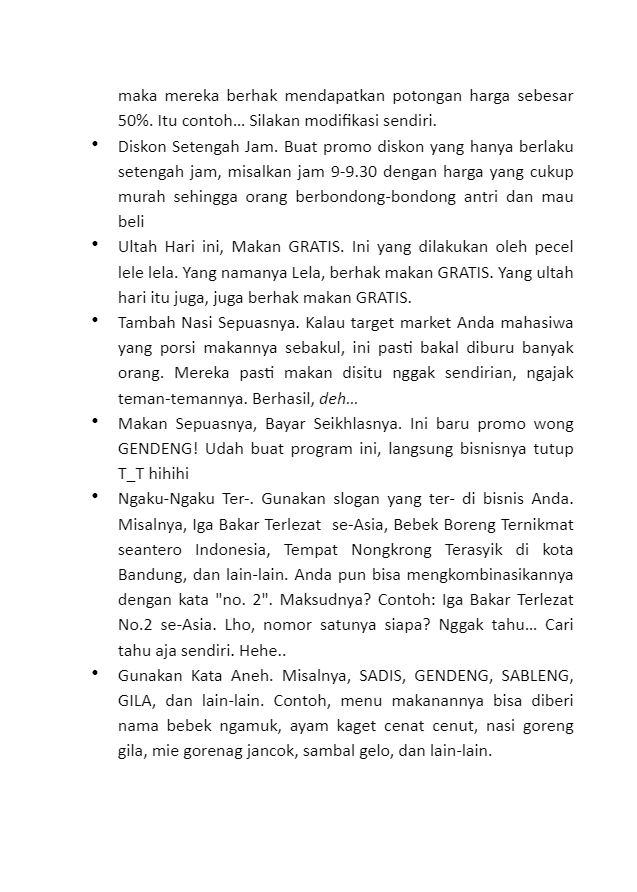 maka mereka berhak mendapatkan potongan harga sebesar
50%. Itu contoh... Silakan modifikasi sendiri.
• Diskon Setengah Jam. Buat promo diskon yang hanya berlaku
setengah jam, misalkan jam 9-9.30 dengan harga yang cukup
murah sehingga orang berbondong-bondong antri dan mau
beli
• Ultah Hari ini, Makan GRATIS. Ini yang dilakukan oleh pecel
lele lela. Yang namanya Lela, berhak makan GRATIS. Yang ultah
hari itu juga, juga berhak makan GRATIS.
• Tambah Nasi Sepuasnya. Kalau target market Anda mahasiwa
yang porsi makannya sebakul, ini pasti bakal diburu banyak
orang. Mereka pasti makan disitu nggak sendirian, ngajak
teman-temannya. Berhasil, deh...
• Makan Sepuasnya, Bayar Seikhlasnya. Ini baru promo wong
GENDENG! Udah buat program ini, langsung bisnisnya tutup
T_T hihihi
• Ngaku-Ngaku Ter-. Gunakan slogan yang ter- di bisnis Anda.
Misalnya, Iga Bakar Terlezat  se-Asia, Bebek Boreng Ternikmat
seantero Indonesia, Tempat Nongkrong Terasyik di kota
Bandung, dan lain-lain. Anda pun bisa mengkombinasikannya
dengan kata "no. 2". Maksudnya? Contoh: Iga Bakar Terlezat
No.2 se-Asia. Lho, nomor satunya siapa? Nggak tahu... Cari
tahu aja sendiri. Hehe..
• Gunakan Kata Aneh. Misalnya, SADIS, GENDENG, SABLENG,
GILA, dan lain-lain. Contoh, menu makanannya bisa diberi
nama bebek ngamuk, ayam kaget cenat cenut, nasi goreng
gila, mie gorenag jancok, sambal gelo, dan lain-lain.